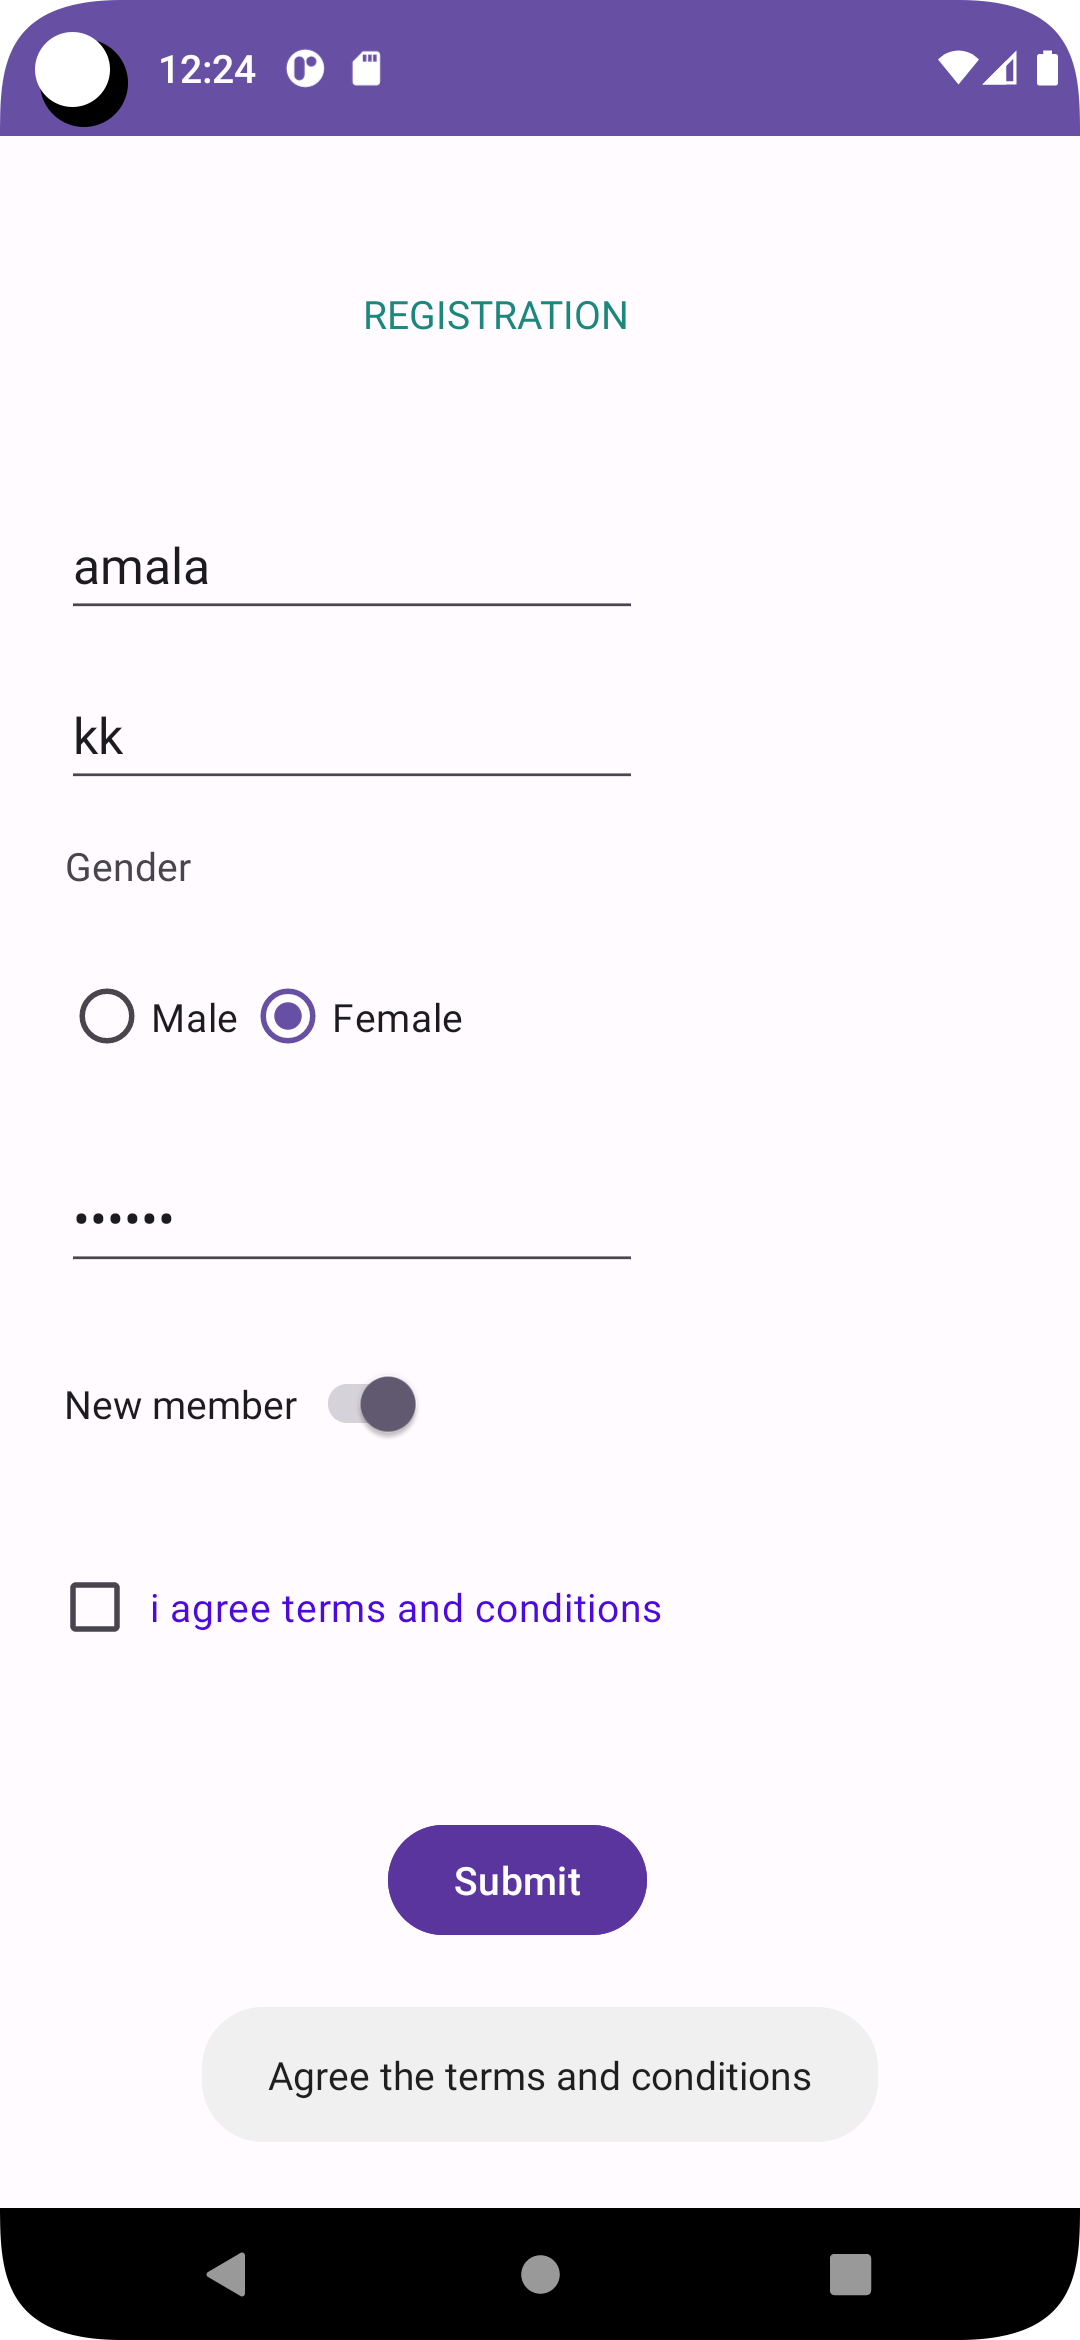 12:24
REGISTRATION
amala
kk
Gender
Male Female
••••••
New member
i agree terms and conditions
Submit
Agree the terms and conditions